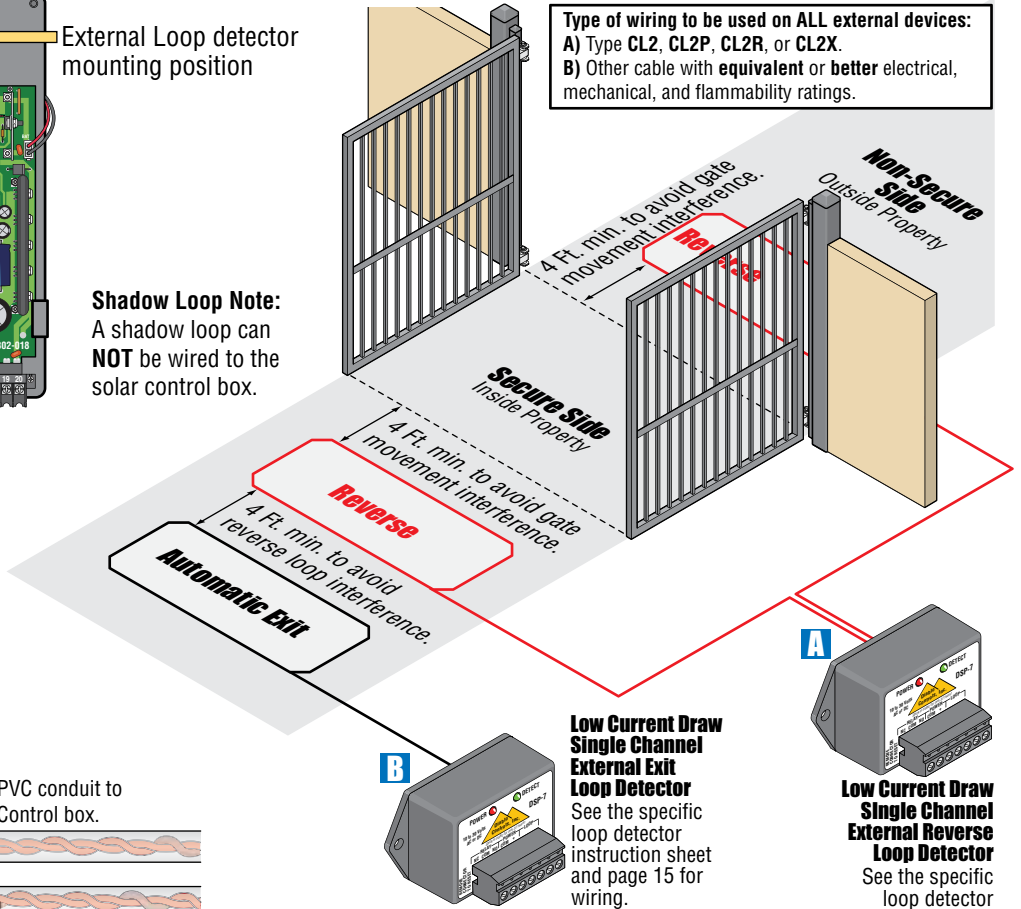 External Loop detector
mounting position
Type of wiring to be used on ALL external devices:
A) Type CL2, CL2P, CL2R, or CL2X.
B) Other cable with equivalent or better electrical,
mechanical, and flammability ratings.
Non-Secure
Side
Outside Property
4 Ft. min. to avoid gate
movement interference.
Reverse
Shadow Loop Note:
A shadow loop can
NOT be wired to the
solar control box.
302-018
19 20
Secure Side
Inside Property
4 Ft. min. to avoid gate
movement interference.
Reverse
4 Ft. min. to avoid
reverse loop interference.
Automatic Exit
A
POWER
DETECT
DSP-7
Low Current Draw
SIngle Channel
External Reverse
Loop Detector
See the specific
loop detector
B
POWER
DETECT
DSP-7
Low Current Draw
Single Channel
External Exit
Loop Detector
See the specific
loop detector
instruction sheet
and page 15 for
wiring.
PVC conduit to
Control box.